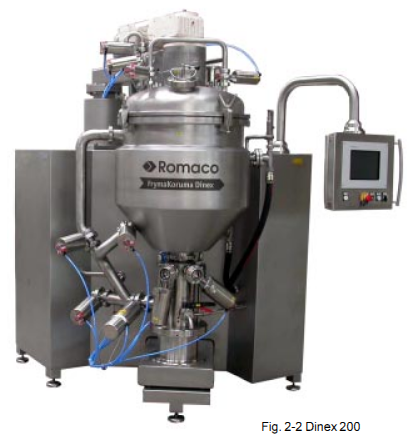 Romaco
FrymaKoruma Dinex
Fig. 2-2 Dinex 200